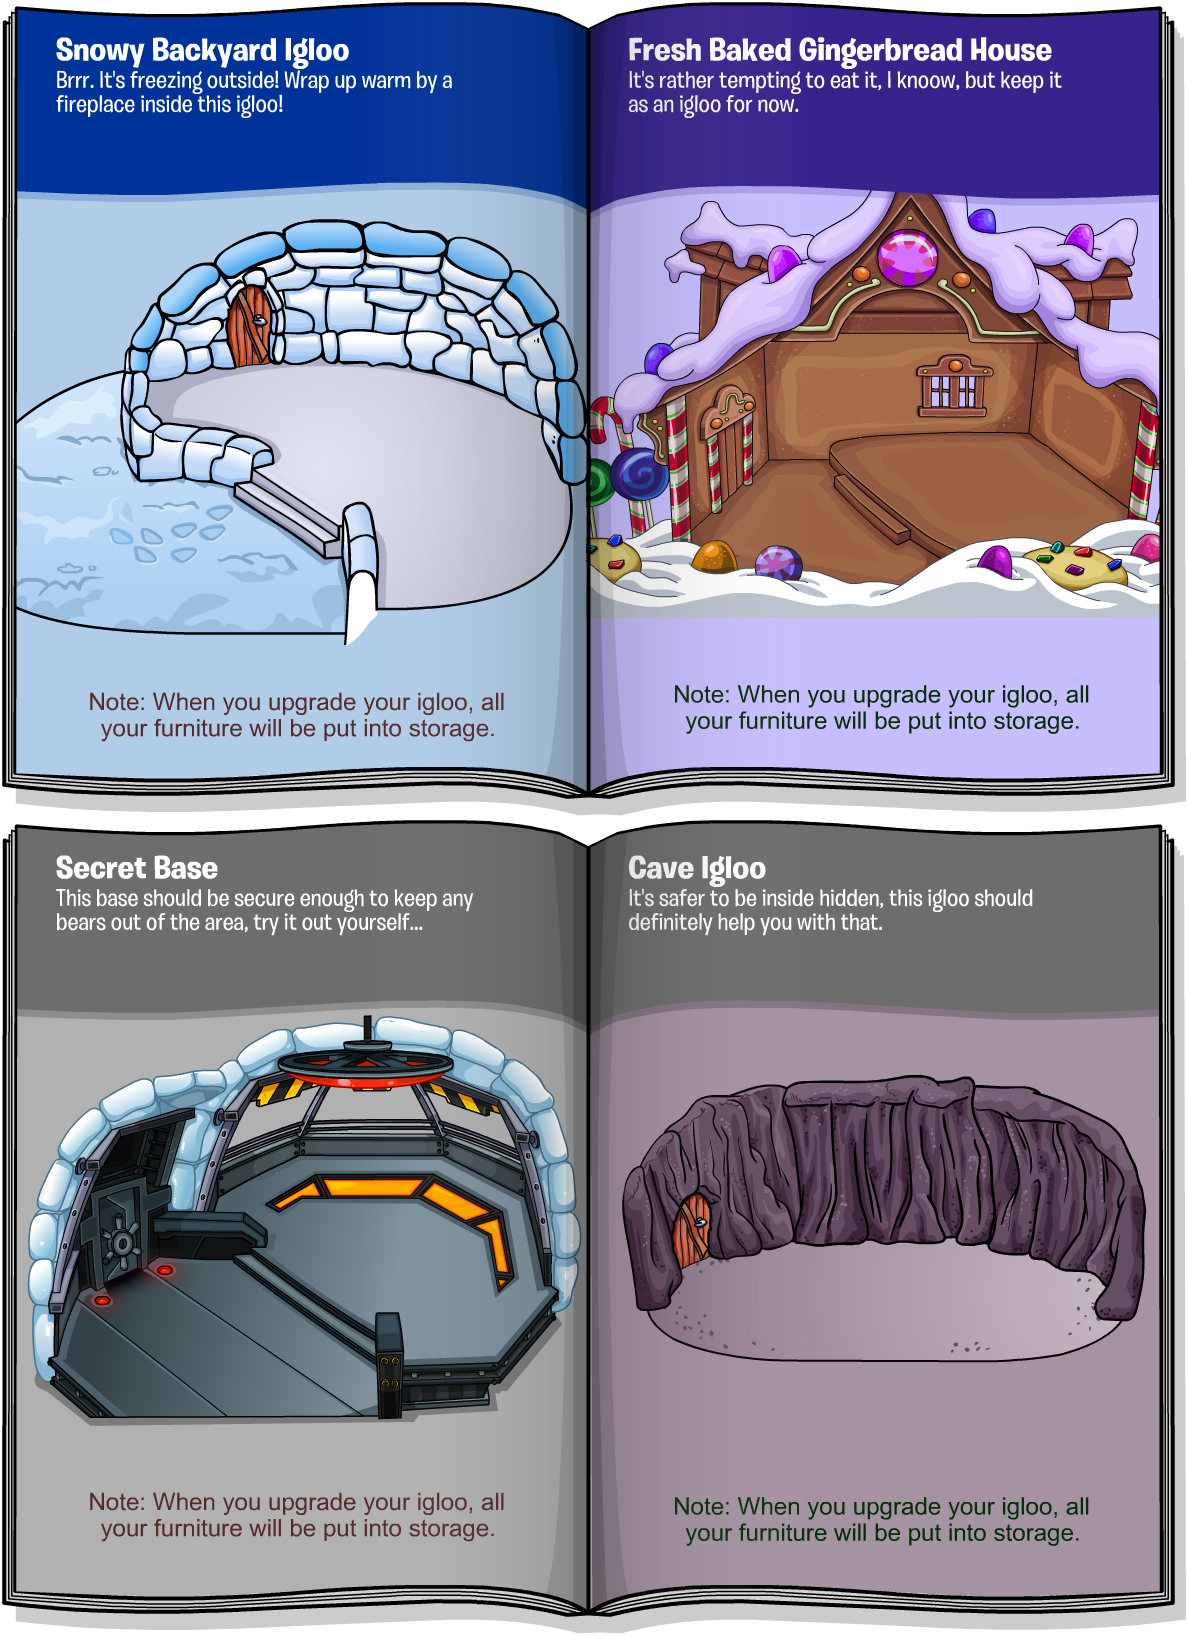 Snowy Backyard Igloo
Brrr. It's freezing outside! Wrap up warm by a
fireplace inside this igloo!
Note: When you upgrade your igloo, all
your furniture will be put into storage.
Fresh Baked Gingerbread House
It's rather tempting to eat it, I knoow, but keep it
as an igloo for now.
Note: When you upgrade your igloo, all
your furniture will be put into storage.
Secret Base
This base should be secure enough to keep any
bears out of the area, try it out yourself...
Note: When you upgrade your igloo, all
your furniture will be put into storage.
Cave Igloo
It's safer to be inside hidden, this igloo should
definitely help you with that.
Note: When you upgrade your igloo, all
your furniture will be put into storage.